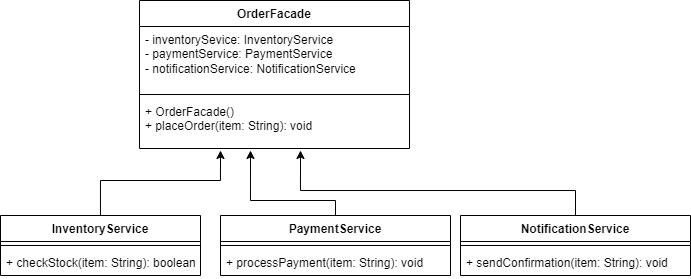 OrderFacade
- inventorySevice: InventoryService
- paymentService: PaymentService
- notificationService: NotificationService
+ OrderFacade()
+ placeOrder(item: String): void
InventoryService
+ checkStock(item: String): boolean
PaymentService
+ processPayment(item: String): void
NotificationService
+ sendConfirmation(item: String): void